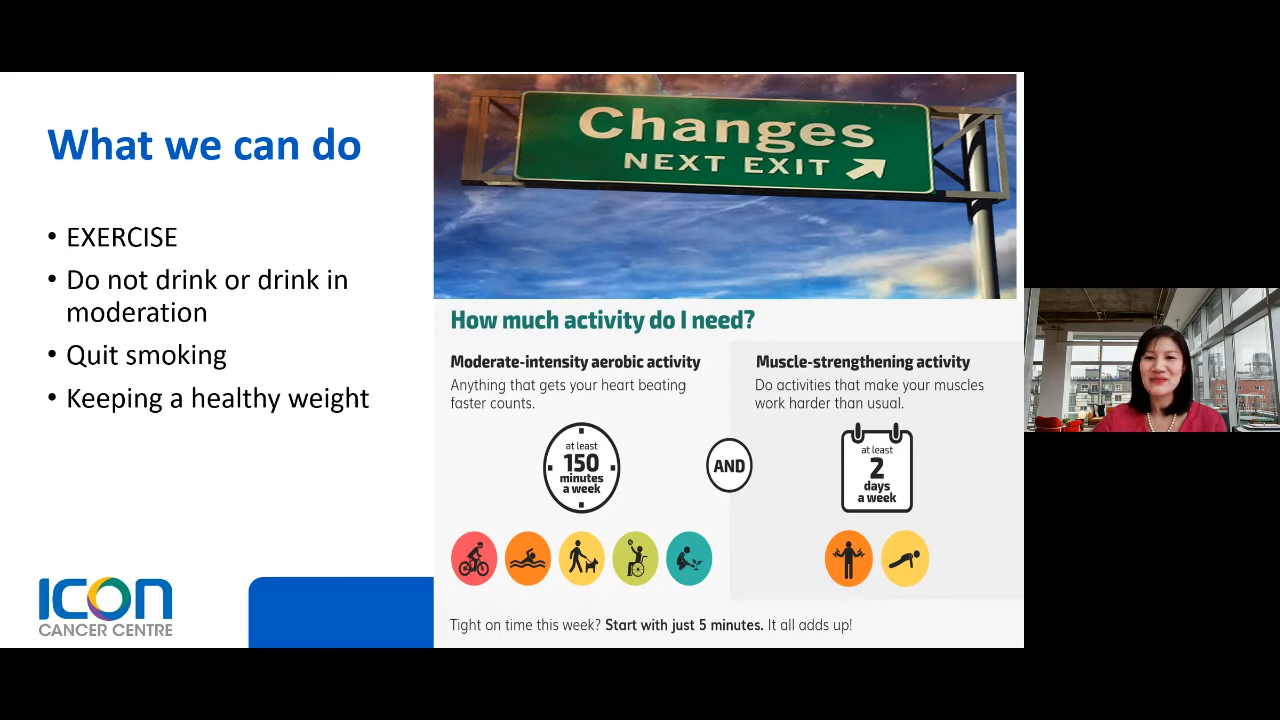 What we can do
• EXERCISE
• Do not drink or drink in
moderation
• Quit smoking
• Keeping a healthy weight
ICON
CANCER CENTRE
Changes
NEXT EXIT
How much activity do I need?
Moderate-intensity aerobic activity
Anything that gets your heart beating
faster counts.
at least
150
minutes
a week
AND
Muscle-strengthening activity
Do activities that make your muscles
work harder than usual.
at least
2
days
a week
Tight on time this week? Start with just 5 minutes. It all adds up!